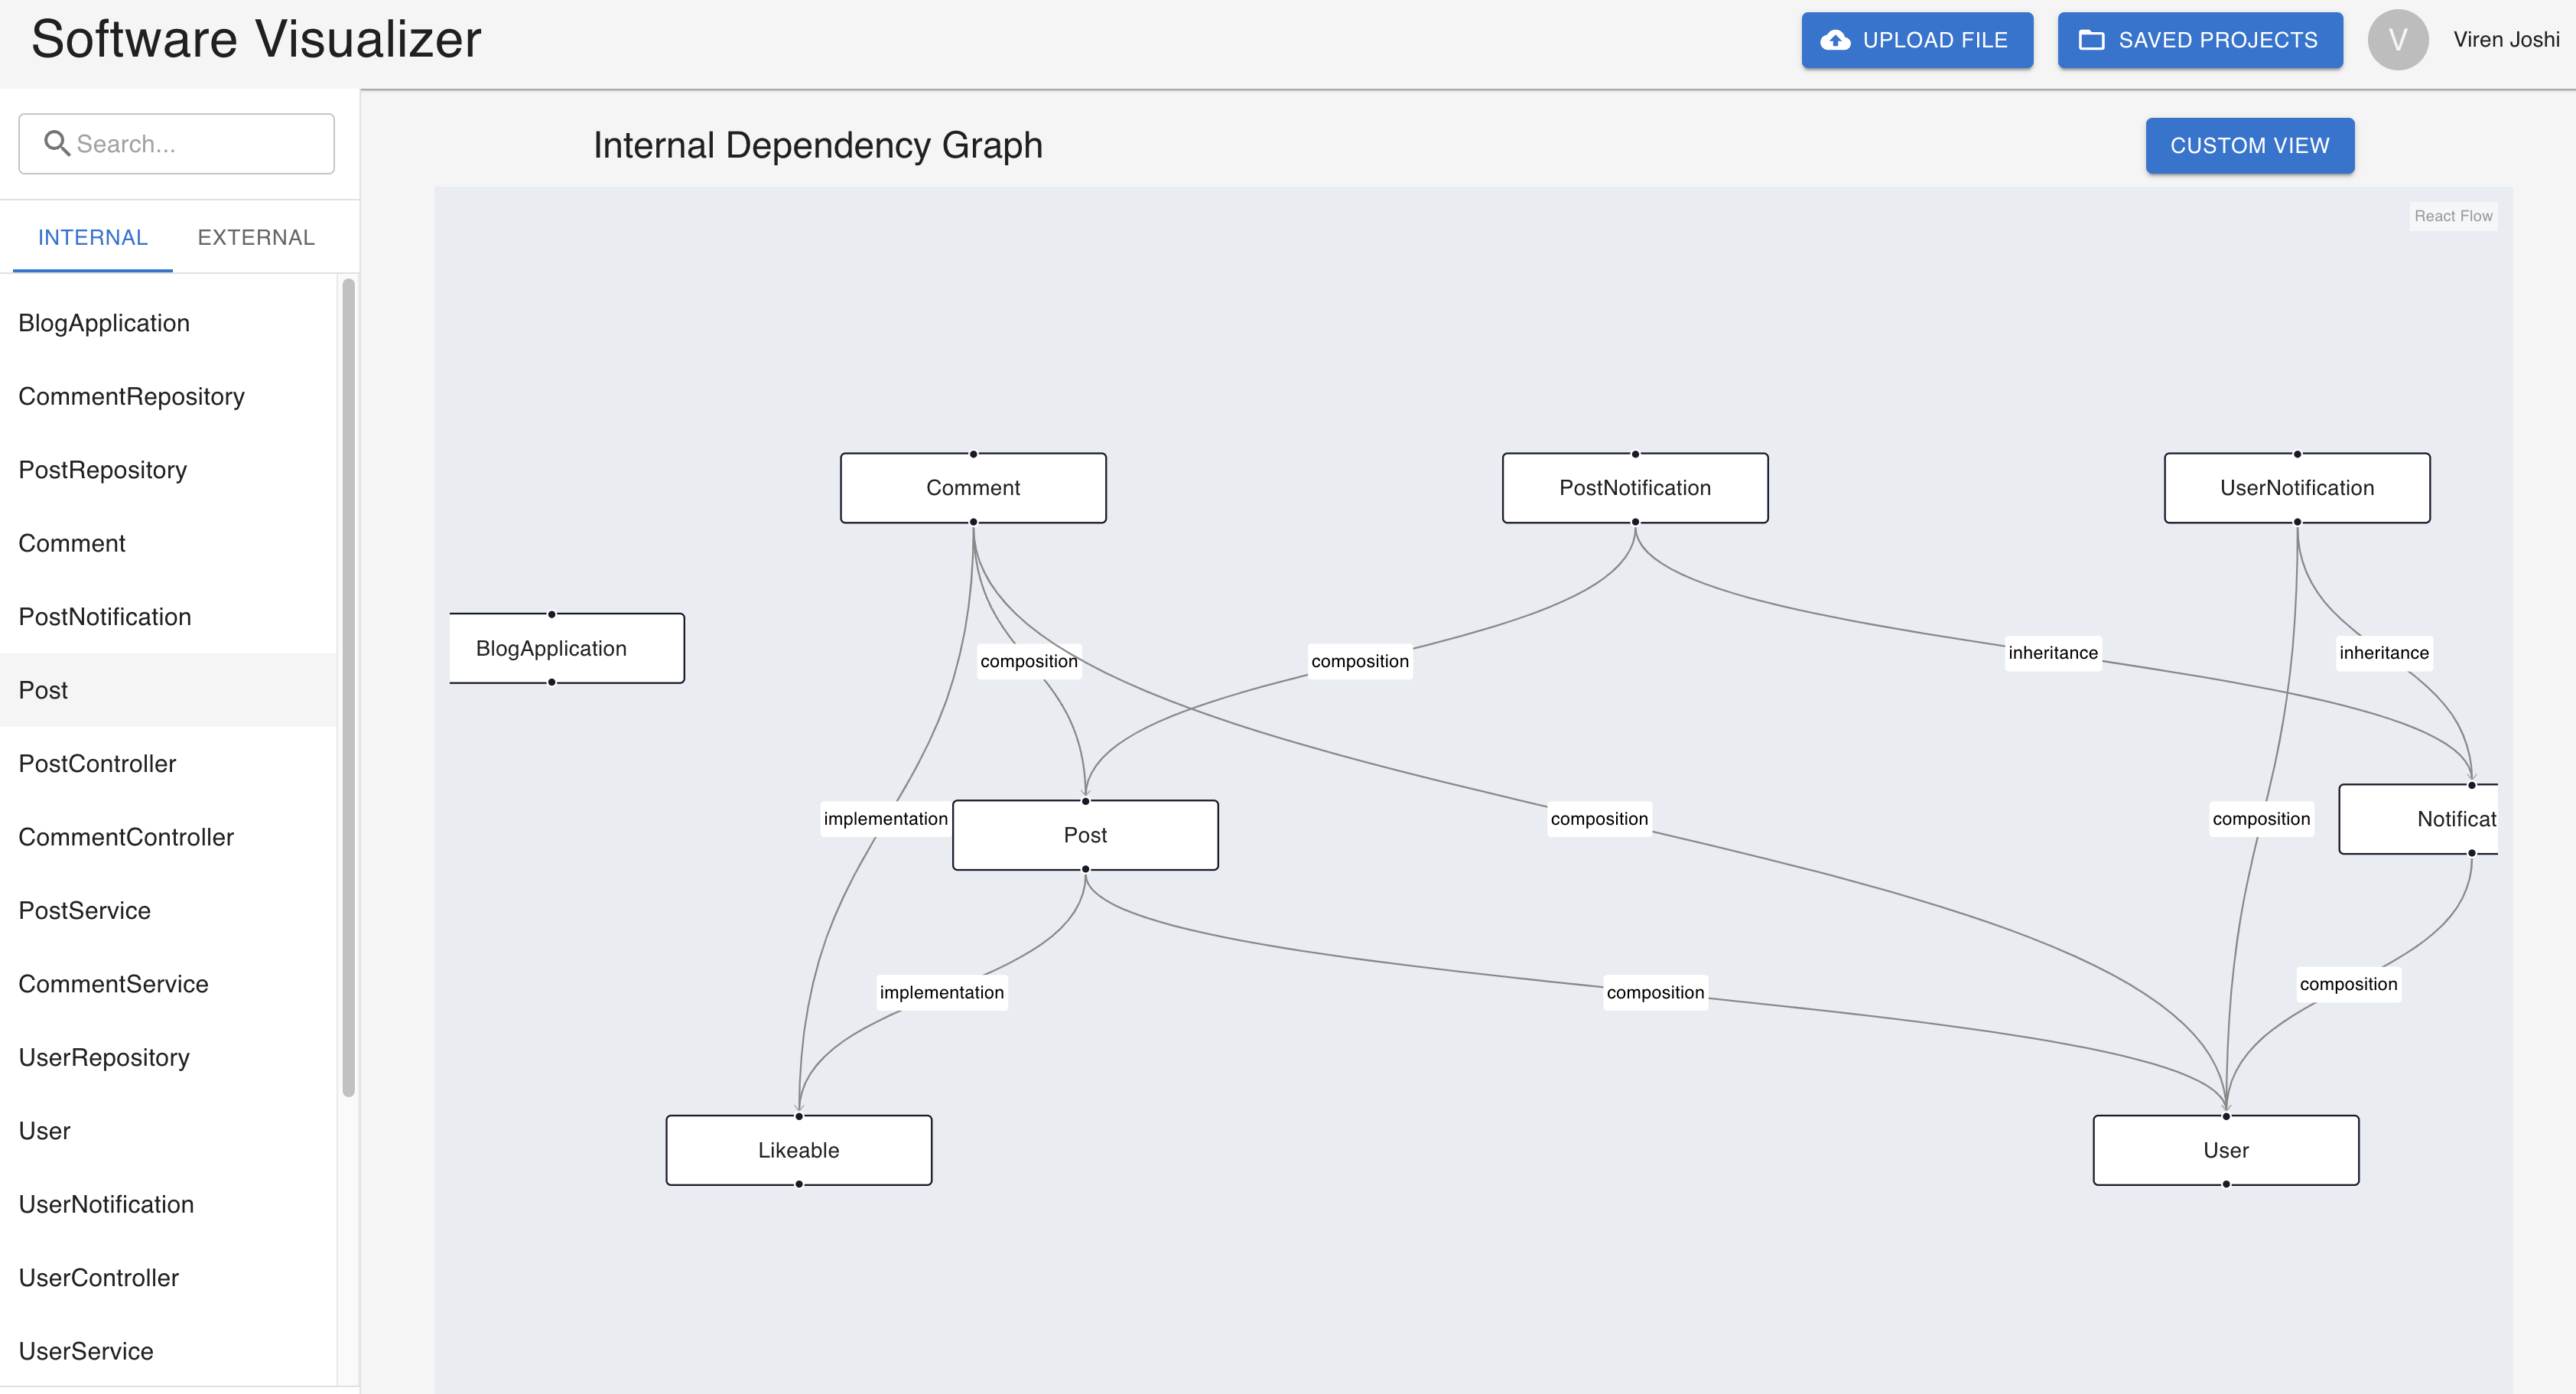 Software Visualizer
UPLOAD FILE
SAVED PROJECTS
V
Viren Joshi
Search...
INTERNAL
EXTERNAL
BlogApplication
CommentRepository
PostRepository
Comment
PostNotification
Post
PostController
CommentController
PostService
CommentService
UserRepository
User
UserNotification
UserController
UserService
Internal Dependency Graph
CUSTOM VIEW
React Flow
Comment
PostNotification
UserNotification
BlogApplication
composition
composition
inheritance
inheritance
implementation
Post
composition
composition
Notificat
implementation
composition
composition
Likeable
User